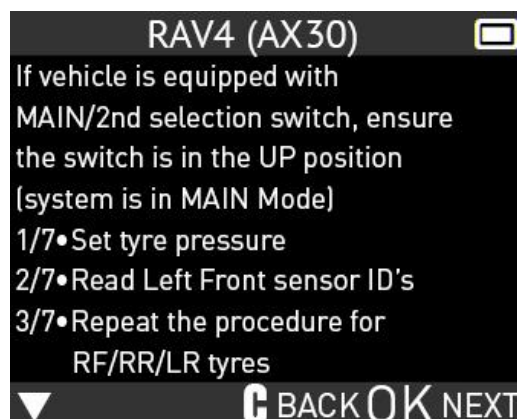 RAV4 (AX30)
If vehicle is equipped with
MAIN/2nd selection switch, ensure
the switch is in the UP position
(system is in MAIN Mode)
1/7•Set tyre pressure
2/7•Read Left Front sensor ID's
3/7•Repeat the procedure for
RF/RR/LR tyres
C BACK OK NEXT